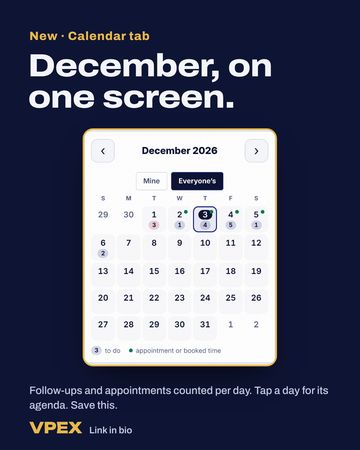 New · Calendar tab
December, on
one screen.
‹ December 2026 ›
Mine Everyone's
S M T W T F S
29 30 1 2 3 4 5
3 1 4 5 1
6 7 8 9 10 11 12
2
13 14 15 16 17 18 19
20 21 22 23 24 25 26
27 28 29 30 31 1 2
3 to do appointment or booked time
Follow-ups and appointments counted per day. Tap a day for its
agenda. Save this.
VPEX Link in bio